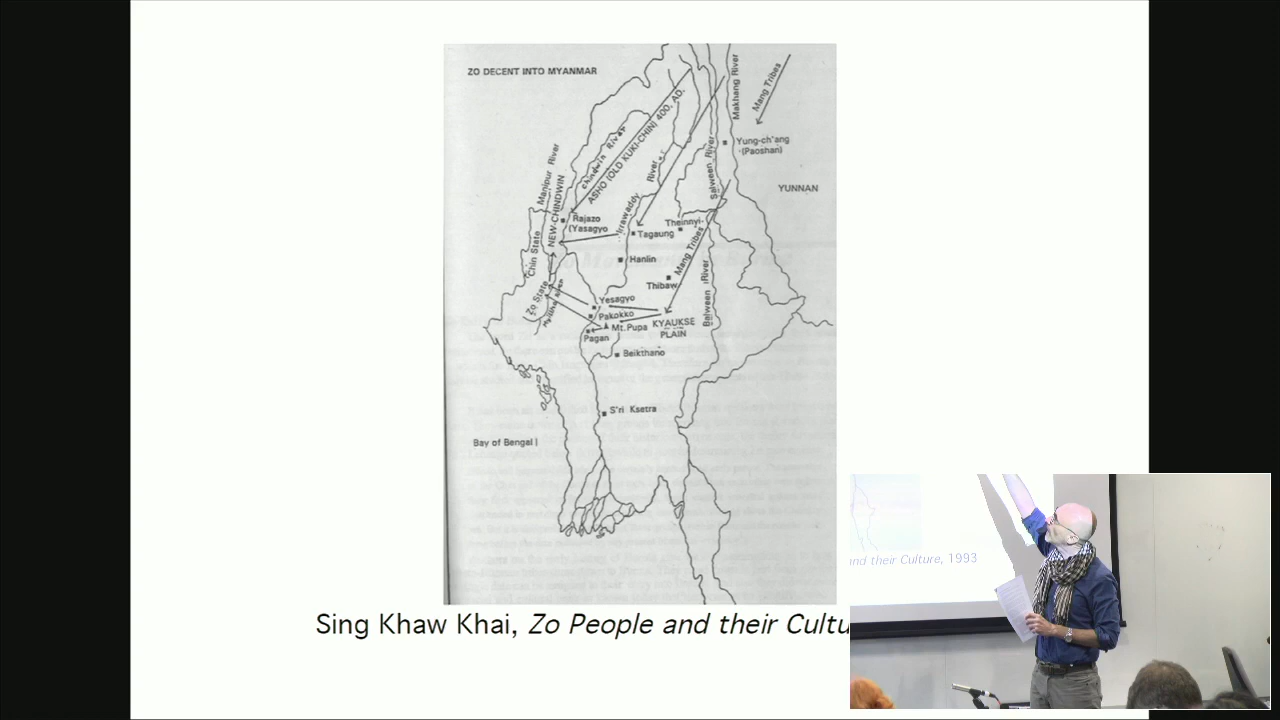 ZO DECENT INTO MYANMAR
Makhang River
Mang Tribes
Yung-ch'ang
(Paoshan)
YUNNAN
ASHO (OLD KUKI-CHIN) 400. AD.
Chindwin River
Manipur River
NEW-CHINDWIN
Salween River
Irrawaddy River
Rajazo
(Yasagyo
Theinnyi
Tagaung
Chin State
Hanlin
Mang Tribes
Thibaw
Zo State
Yesagyo
Pakokko
Mt.Pupa
KYAUKSE
PLAIN
Pagan
Balween River
Beikthano
S'ri Ksetra
Bay of Bengal
Sing Khaw Khai, Zo People and their Cultu
and their Culture, 1993